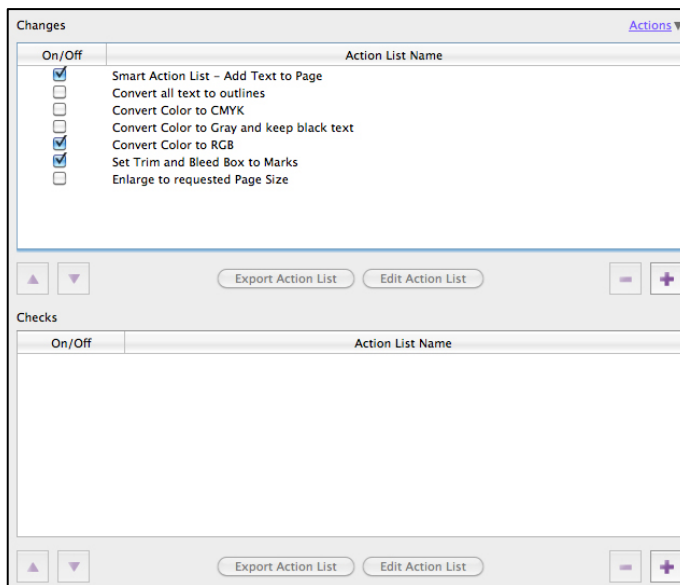 Changes
Actions
On/Off Action List Name
Smart Action List – Add Text to Page
Convert all text to outlines
Convert Color to CMYK
Convert Color to Gray and keep black text
Convert Color to RGB
Set Trim and Bleed Box to Marks
Enlarge to requested Page Size
Export Action List Edit Action List
Checks
On/Off Action List Name
Export Action List Edit Action List